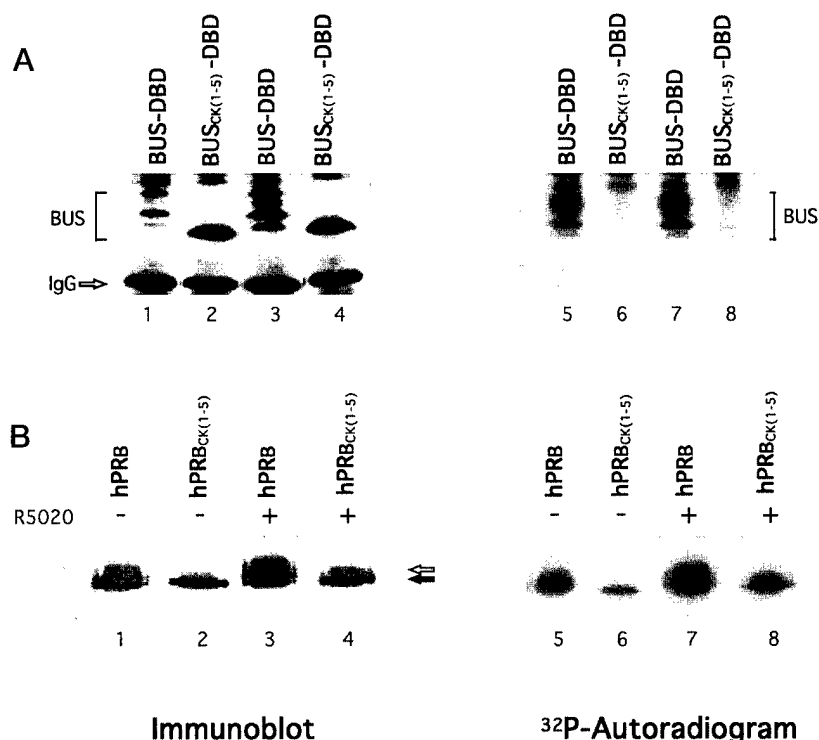 A
BUS-DBD
BUSCK(1-5)-DBD
BUS-DBD
BUSCK(1-5)-DBD
BUS-DBD
BUSCK(1-5)-DBD
BUS-DBD
BUSCK(1-5)-DBD
BUS
BUS
IgG⇨
1 2 3 4
5 6 7 8
B
hPRB
hPRBCK(1-5)
hPRB
hPRBCK(1-5)
hPRB
hPRBCK(1-5)
hPRB
hPRBCK(1-5)
R5020 - - + + - - + +
1 2 3 4
5 6 7 8
Immunoblot
32P-Autoradiogram